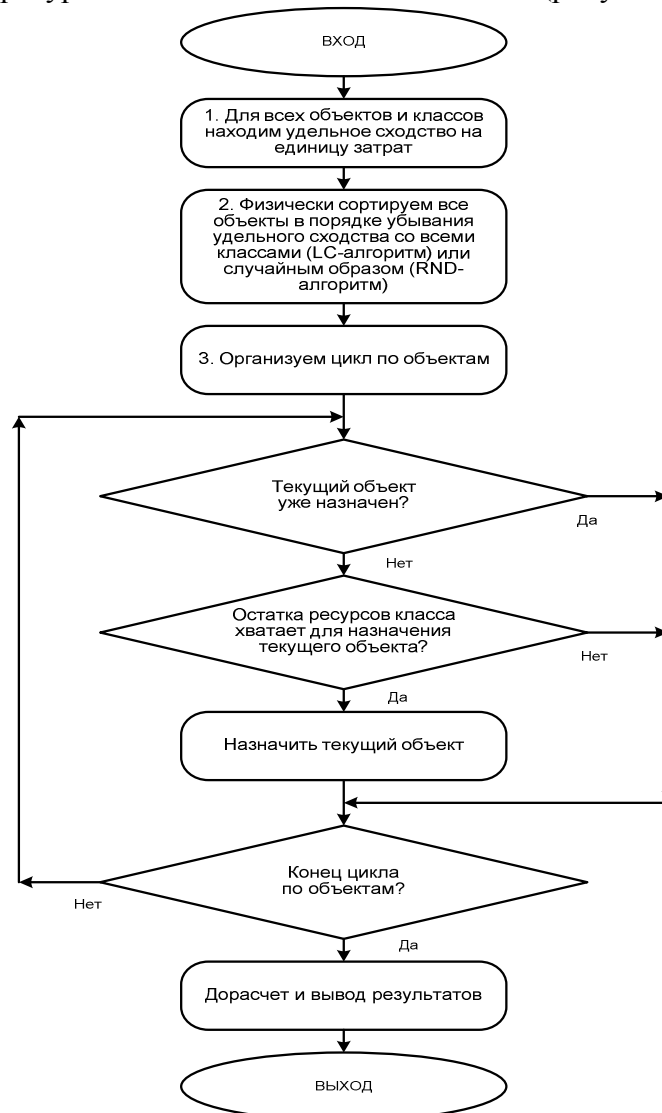 ВХОД
1. Для всех объектов и классов
находим удельное сходство на
единицу затрат
2. Физически сортируем все
объекты в порядке убывания
удельного сходства со всеми
классами (LC-алгоритм) или
случайным образом (RND-
алгоритм)
3. Организуем цикл по объектам
Текущий объект
уже назначен?
Да
Нет
Остатка ресурсов класса
хватает для назначения
текущего объекта?
Нет
Да
Назначить текущий объект
Конец цикла
по объектам?
Нет
Да
Дорасчет и вывод результатов
ВЫХОД